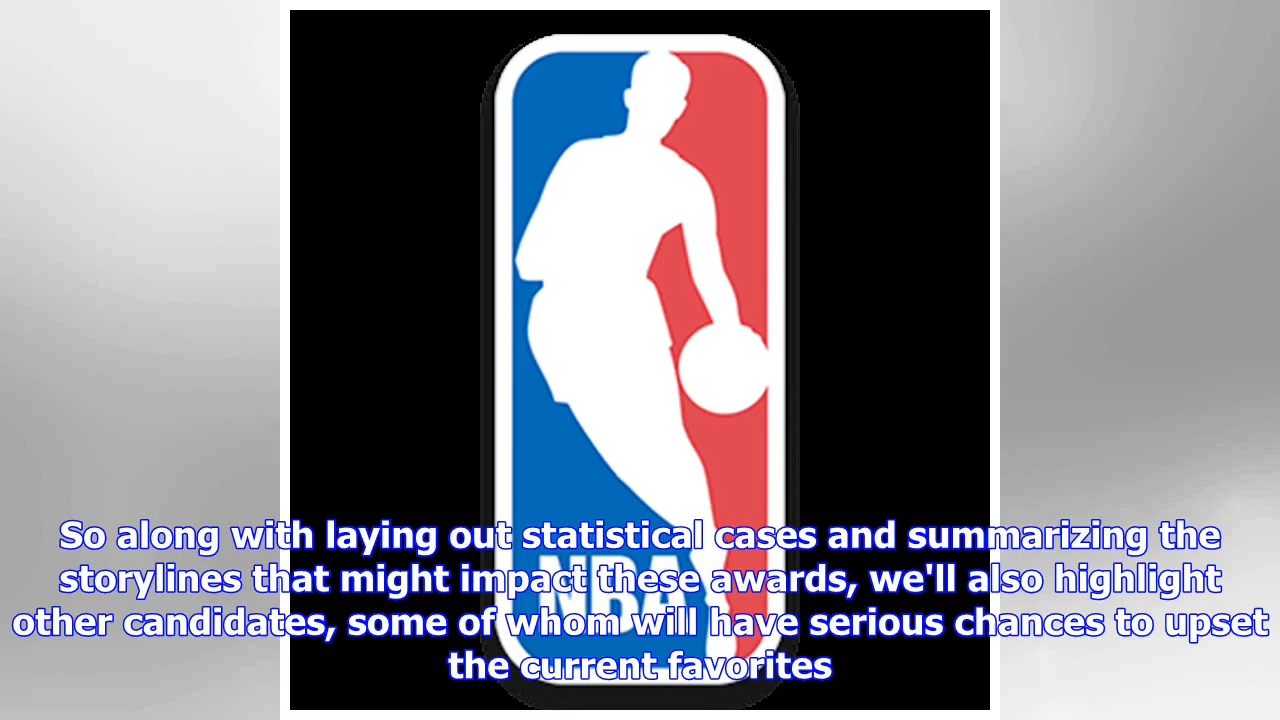 So along with laying out statistical cases and summarizing the
storylines that might impact these awards, we'll also highlight
other candidates, some of whom will have serious chances to upset
the current favorites
NBA